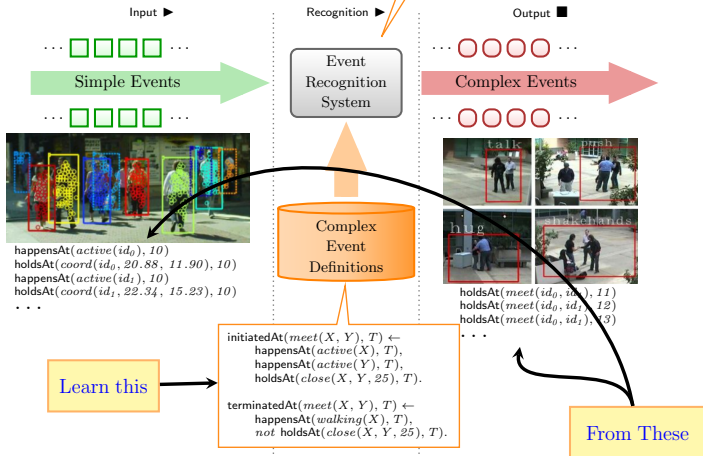 Input ►
Recognition ►
Output ■
··· ···
··· ···
Simple Events
Event
Recognition
System
Complex Events
··· ···
··· ···
talk
push
hug
shakehands
Complex
Event
Definitions
happensAt(active(id₀), 10)
holdsAt(coord(id₀, 20.88, 11.90), 10)
happensAt(active(id₁), 10)
holdsAt(coord(id₁, 22.34, 15.23), 10)
. . .
holdsAt(meet(id₀, id₁), 11)
holdsAt(meet(id₀, id₁), 12)
holdsAt(meet(id₀, id₁), 13)
. . .
initiatedAt(meet(X, Y), T) ←
happensAt(active(X), T),
happensAt(active(Y), T),
holdsAt(close(X, Y, 25), T).
terminatedAt(meet(X, Y), T) ←
happensAt(walking(X), T),
not holdsAt(close(X, Y, 25), T).
Learn this
From These